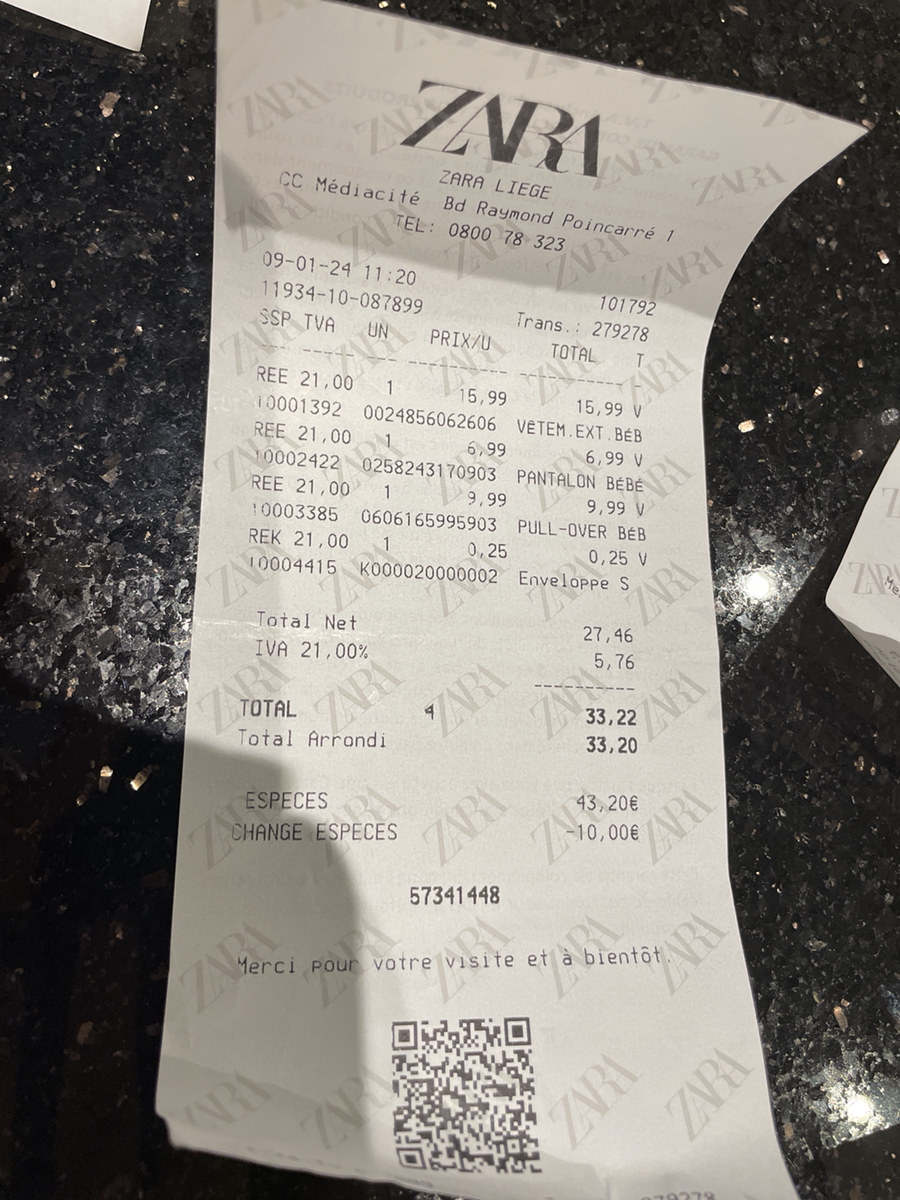 ZARA
ZARA LIEGE
CC Médiacité Bd Raymond Poincarré 1
TEL: 0800 78 323
09-01-24 11:20 101792
11934-10-087899 Trans.: 279278
SSP TVA UN PRIX/U TOTAL T
REE 21,00 1 15,99 15,99 V
10001392 0024856062606 VÊTEM.EXT.BÉB
REE 21,00 1 6,99 6,99 V
10002422 0258243170903 PANTALON BÉBÉ
REE 21,00 1 9,99 9,99 V
10003385 0606165995903 PULL-OVER BÉB
REK 21,00 1 0,25 0,25 V
10004415 K000020000002 Enveloppe S
Total Net 27,46
IVA 21,00% 5,76
TOTAL 4 33,22
Total Arrondi 33,20
ESPECES 43,20€
CHANGE ESPECES -10,00€
57341448
Merci pour votre visite et à bientôt.